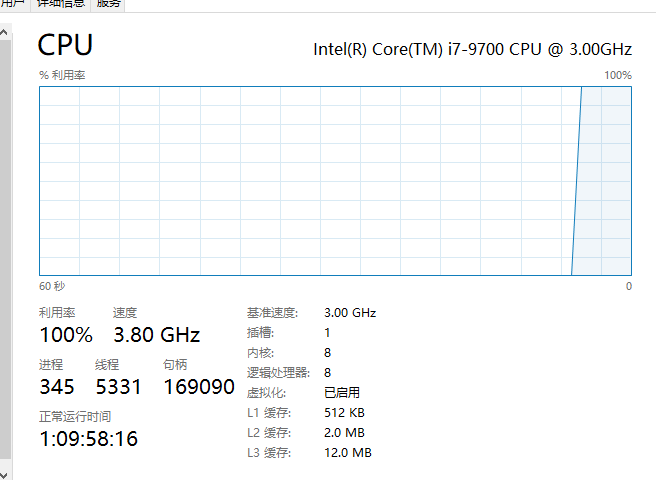 用户 详细信息 服务
CPU Intel(R) Core(TM) i7-9700 CPU @ 3.00GHz
% 利用率 100%
60 秒 0
利用率 速度
100% 3.80 GHz
进程 线程 句柄
345 5331 169090
正常运行时间
1:09:58:16
基准速度: 3.00 GHz
插槽: 1
内核: 8
逻辑处理器: 8
虚拟化: 已启用
L1 缓存: 512 KB
L2 缓存: 2.0 MB
L3 缓存: 12.0 MB